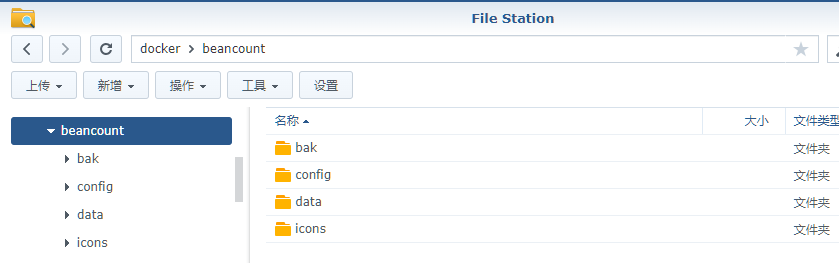 File Station
docker > beancount
上传 新增 操作 工具 设置
beancount
bak
config
data
icons
名称 大小 文件类型
bak 文件夹
config 文件夹
data 文件夹
icons 文件夹